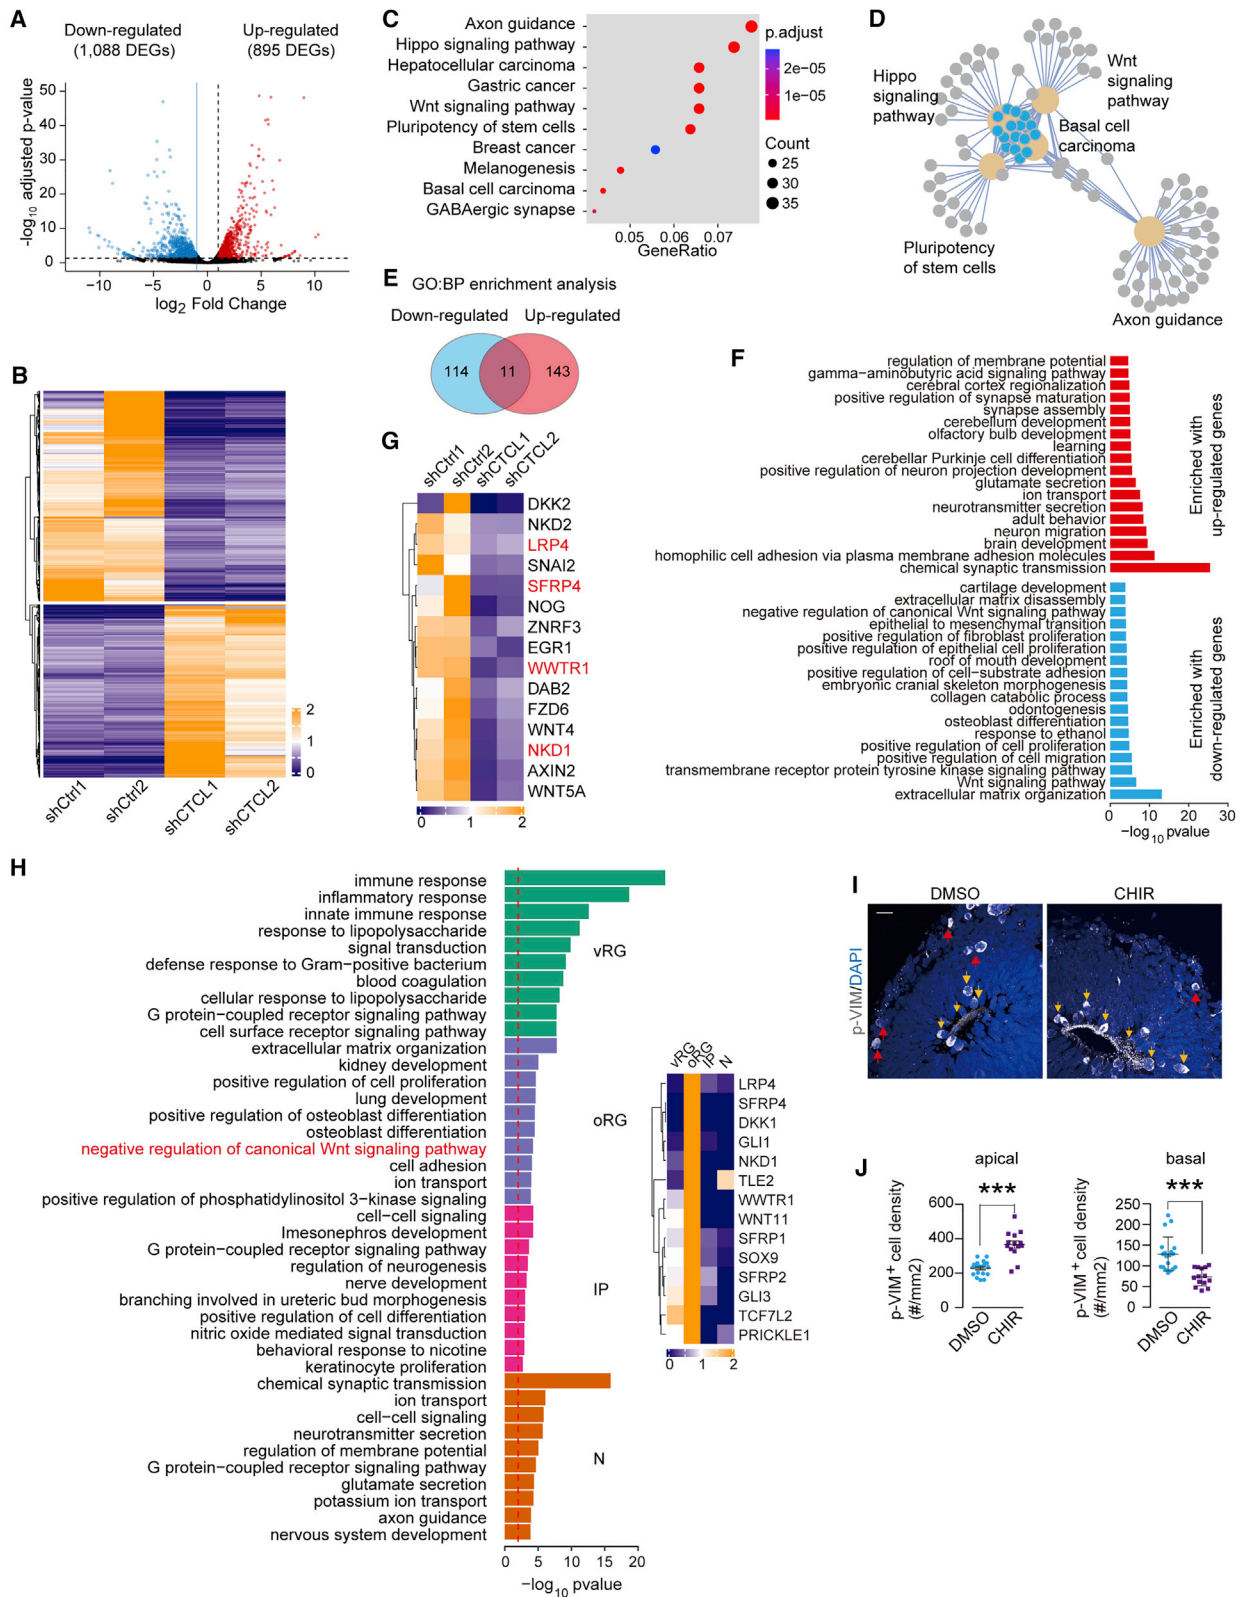 A
Down-regulated
(1,088 DEGs)
Up-regulated
(895 DEGs)
-log10 adjusted p-value
50
40
30
20
10
0
−10
−5
0
5
10
log2 Fold Change
B
2
1
0
shCtrl1
shCtrl2
shCTCL1
shCTCL2
C
Axon guidance
Hippo signaling pathway
Hepatocellular carcinoma
Gastric cancer
Wnt signaling pathway
Pluripotency of stem cells
Breast cancer
Melanogenesis
Basal cell carcinoma
GABAergic synapse
0.05
0.06
0.07
GeneRatio
p.adjust
2e−05
1e−05
Count
25
30
35
D
Hippo
signaling
pathway
Wnt
signaling
pathway
Basal cell
carcinoma
Pluripotency
of stem cells
Axon guidance
E
GO:BP enrichment analysis
Down-regulated
Up-regulated
114
11
143
F
regulation of membrane potential
gamma−aminobutyric acid signaling pathway
cerebral cortex regionalization
positive regulation of synapse maturation
synapse assembly
cerebellum development
olfactory bulb development
learning
cerebellar Purkinje cell differentiation
positive regulation of neuron projection development
glutamate secretion
ion transport
neurotransmitter secretion
adult behavior
neuron migration
brain development
homophilic cell adhesion via plasma membrane adhesion molecules
chemical synaptic transmission
Enriched with
up-regulated genes
cartilage development
extracellular matrix disassembly
negative regulation of canonical Wnt signaling pathway
epithelial to mesenchymal transition
positive regulation of fibroblast proliferation
positive regulation of epithelial cell proliferation
roof of mouth development
positive regulation of cell−substrate adhesion
embryonic cranial skeleton morphogenesis
collagen catabolic process
odontogenesis
osteoblast differentiation
response to ethanol
positive regulation of cell proliferation
positive regulation of cell migration
transmembrane receptor protein tyrosine kinase signaling pathway
Wnt signaling pathway
extracellular matrix organization
Enriched with
down-regulated genes
0
10
20
30
−log10 pvalue
G
shCtrl1
shCtrl2
shCTCL1
shCTCL2
DKK2
NKD2
LRP4
SNAI2
SFRP4
NOG
ZNRF3
EGR1
WWTR1
DAB2
FZD6
WNT4
NKD1
AXIN2
WNT5A
0
1
2
H
immune response
inflammatory response
innate immune response
response to lipopolysaccharide
signal transduction
defense response to Gram−positive bacterium
blood coagulation
cellular response to lipopolysaccharide
G protein−coupled receptor signaling pathway
cell surface receptor signaling pathway
vRG
extracellular matrix organization
kidney development
positive regulation of cell proliferation
lung development
positive regulation of osteoblast differentiation
osteoblast differentiation
negative regulation of canonical Wnt signaling pathway
cell adhesion
ion transport
positive regulation of phosphatidylinositol 3−kinase signaling
oRG
cell−cell signaling
lmesonephros development
G protein−coupled receptor signaling pathway
regulation of neurogenesis
nerve development
branching involved in ureteric bud morphogenesis
positive regulation of cell differentiation
nitric oxide mediated signal transduction
behavioral response to nicotine
keratinocyte proliferation
IP
chemical synaptic transmission
ion transport
cell−cell signaling
neurotransmitter secretion
regulation of membrane potential
G protein−coupled receptor signaling pathway
glutamate secretion
potassium ion transport
axon guidance
nervous system development
N
0
5
10
15
20
−log10 pvalue
vRG
oRG
IP
N
LRP4
SFRP4
DKK1
GLI1
NKD1
TLE2
WWTR1
WNT11
SFRP1
SOX9
SFRP2
GLI3
TCF7L2
PRICKLE1
0
1
2
I
DMSO
CHIR
p-VIM/DAPI
J
apical
***
p-VIM+ cell density
(#/mm2)
600
400
200
0
DMSO
CHIR
basal
***
p-VIM+ cell density
(#/mm2)
250
200
150
100
50
0
DMSO
CHIR